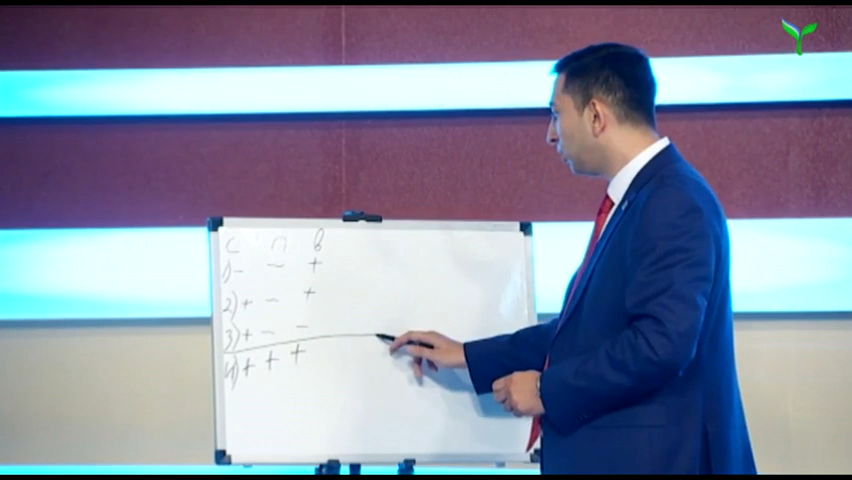 с п в
1) - - +
2) + - +
3) + - -
4) + + +